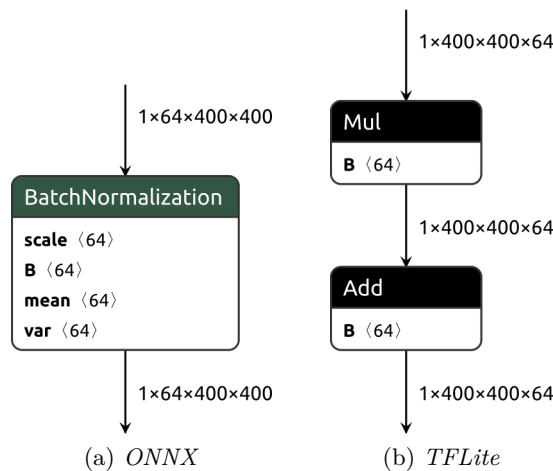 1×64×400×400
BatchNormalization
scale 〈64〉
B 〈64〉
mean 〈64〉
var 〈64〉
1×64×400×400
(a) ONNX
1×400×400×64
Mul
B 〈64〉
1×400×400×64
Add
B 〈64〉
1×400×400×64
(b) TFLite